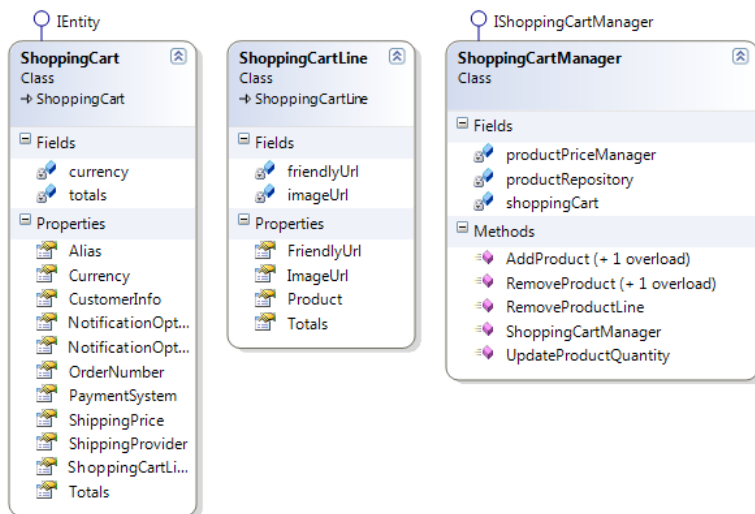 IEntity
ShoppingCart
Class
ShoppingCart
Fields
currency
totals
Properties
Alias
Currency
CustomerInfo
NotificationOpt...
NotificationOpt...
OrderNumber
PaymentSystem
ShippingPrice
ShippingProvider
ShoppingCartLi...
Totals
ShoppingCartLine
Class
ShoppingCartLine
Fields
friendlyUrl
imageUrl
Properties
FriendlyUrl
ImageUrl
Product
Totals
IShoppingCartManager
ShoppingCartManager
Class
Fields
productPriceManager
productRepository
shoppingCart
Methods
AddProduct (+ 1 overload)
RemoveProduct (+ 1 overload)
RemoveProductLine
ShoppingCartManager
UpdateProductQuantity